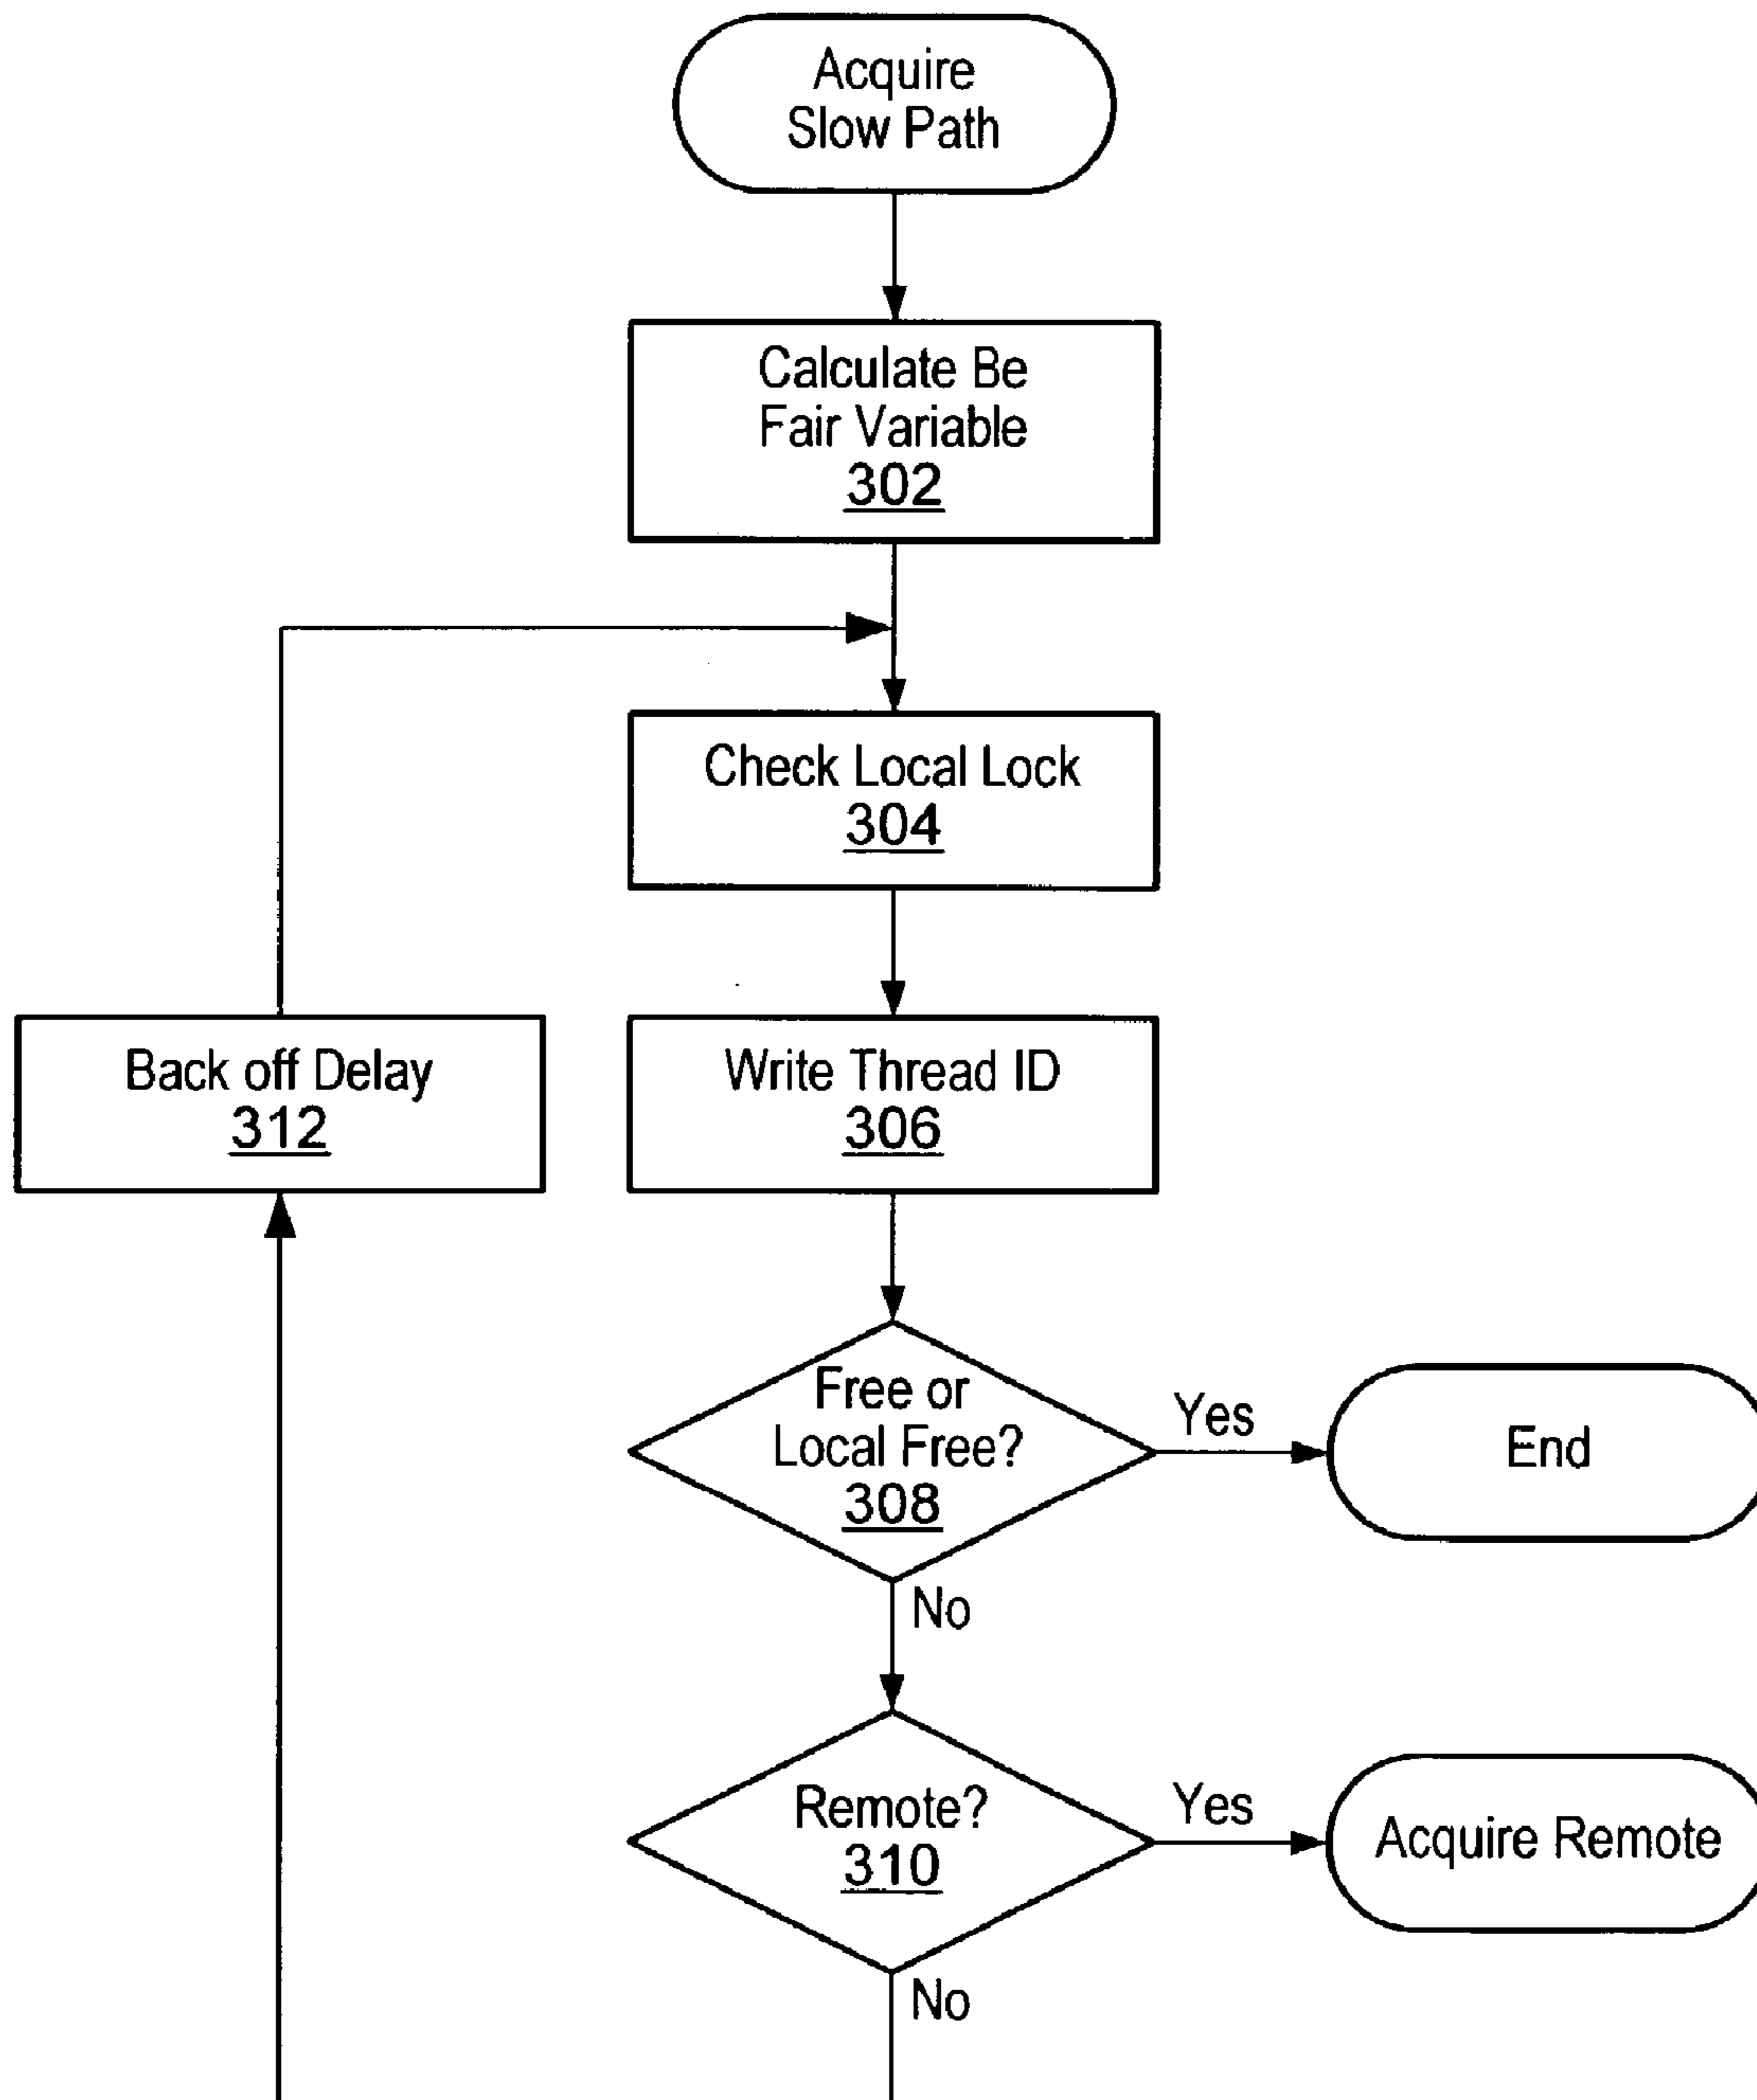 Acquire
Slow Path
Calculate Be
Fair Variable
302
Check Local Lock
304
Back off Delay
312
Write Thread ID
306
Free or
Local Free?
308
Yes
End
No
Remote?
310
Yes
Acquire Remote
No